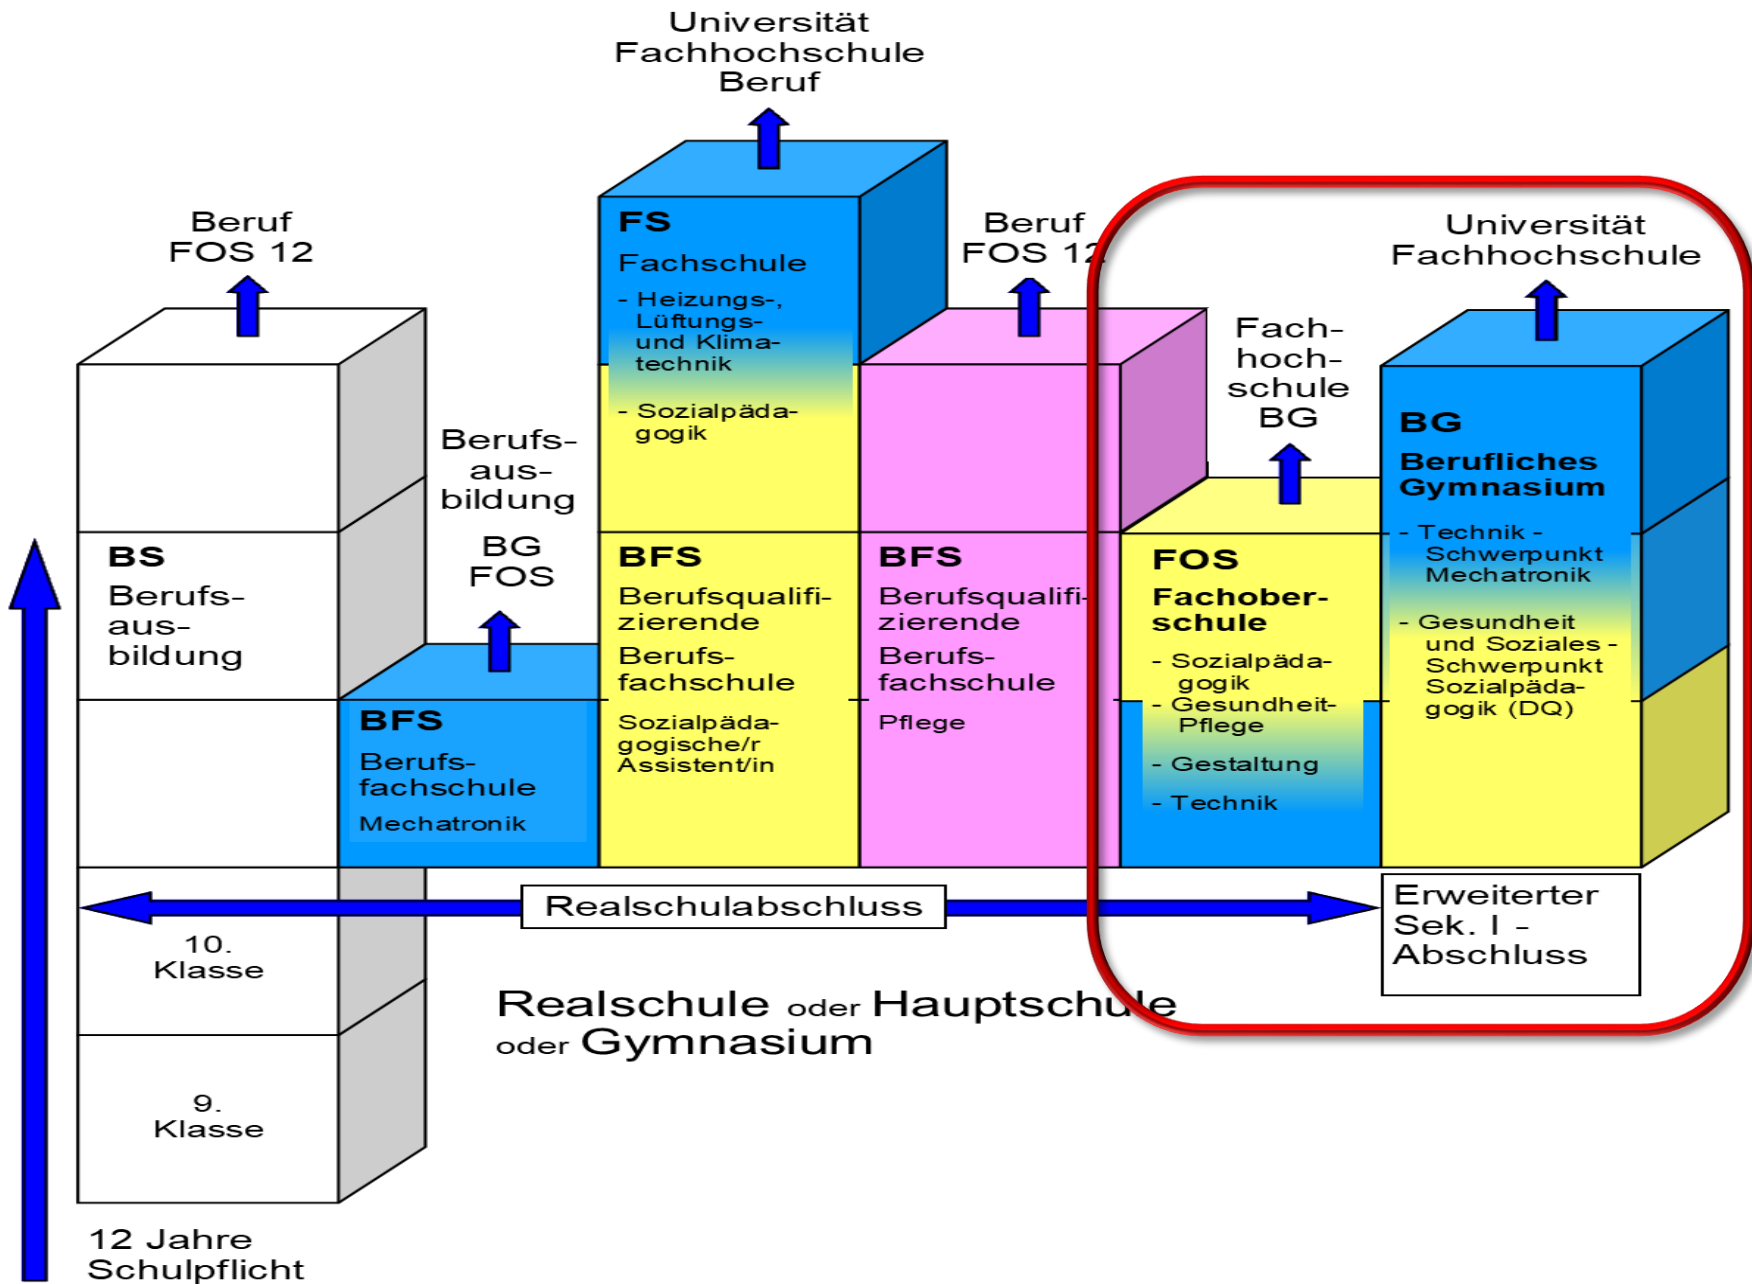 Universität
Fachhochschule
Beruf
Beruf
FOS 12
Beruf
FOS 12
Universität
Fachhochschule
Fach-
hoch-
schule
BG
Berufs-
aus-
bildung
BG
FOS
BS
Berufs-
aus-
bildung
BFS
Berufs-
fachschule
Mechatronik
FS
Fachschule
- Heizungs-,
Lüftungs-
und Klima-
technik
- Sozialpäda-
gogik
BFS
Berufsqualifi-
zierende
Berufs-
fachschule
Sozialpäda-
gogische/r
Assistent/in
BFS
Berufsqualifi-
zierende
Berufs-
fachschule
Pflege
FOS
Fachober-
schule
- Sozialpäda-
gogik
- Gesundheit-
Pflege
- Gestaltung
- Technik
BG
Berufliches
Gymnasium
- Technik -
Schwerpunkt
Mechatronik
- Gesundheit
und Soziales -
Schwerpunkt
Sozialpäda-
gogik (DQ)
Realschulabschluss
Erweiterter
Sek. I -
Abschluss
10.
Klasse
Realschule oder Hauptschule
oder Gymnasium
9.
Klasse
12 Jahre
Schulpflicht